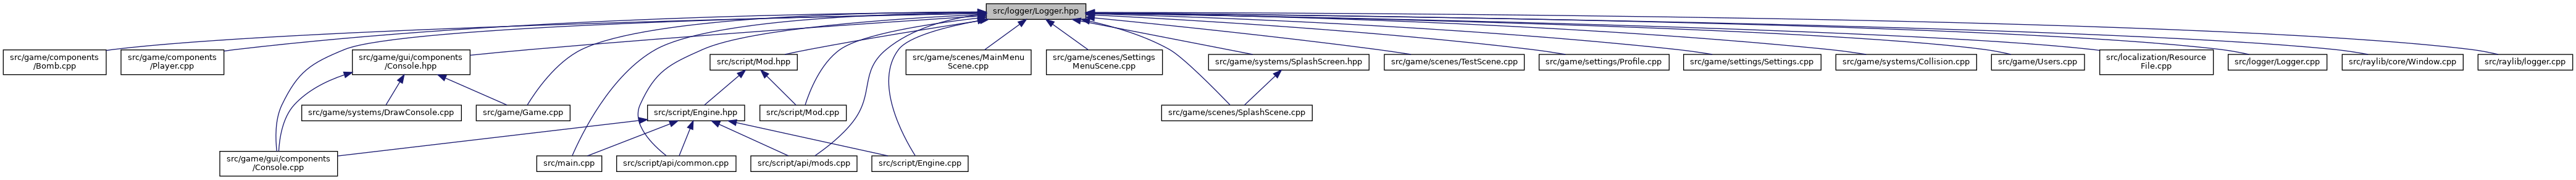 src/logger/Logger.hpp
src/game/components
/Bomb.cpp
src/game/components
/Player.cpp
src/game/gui/components
/Console.hpp
src/script/Mod.hpp
src/game/scenes/MainMenu
Scene.cpp
src/game/scenes/Settings
MenuScene.cpp
src/game/systems/SplashScreen.hpp
src/game/scenes/TestScene.cpp
src/game/settings/Profile.cpp
src/game/settings/Settings.cpp
src/game/systems/Collision.cpp
src/game/Users.cpp
src/localization/Resource
File.cpp
src/logger/Logger.cpp
src/raylib/core/Window.cpp
src/raylib/logger.cpp
src/game/systems/DrawConsole.cpp
src/game/Game.cpp
src/script/Engine.hpp
src/script/Mod.cpp
src/game/scenes/SplashScene.cpp
src/game/gui/components
/Console.cpp
src/main.cpp
src/script/api/common.cpp
src/script/api/mods.cpp
src/script/Engine.cpp